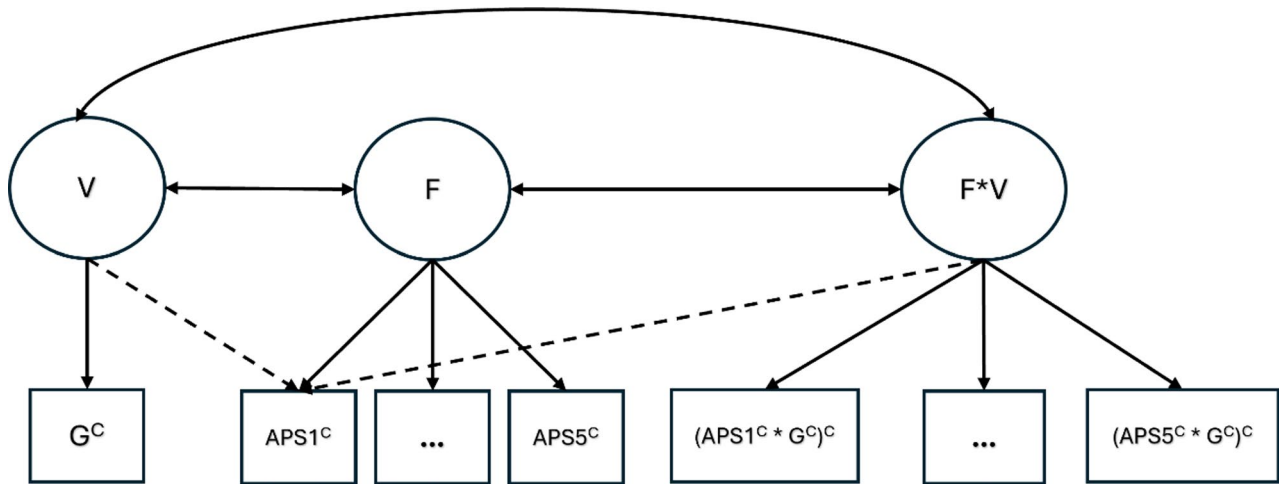 V
F
F*V
G^C
APS1^C
...
APS5^C
(APS1^C * G^C)^C
...
(APS5^C * G^C)^C